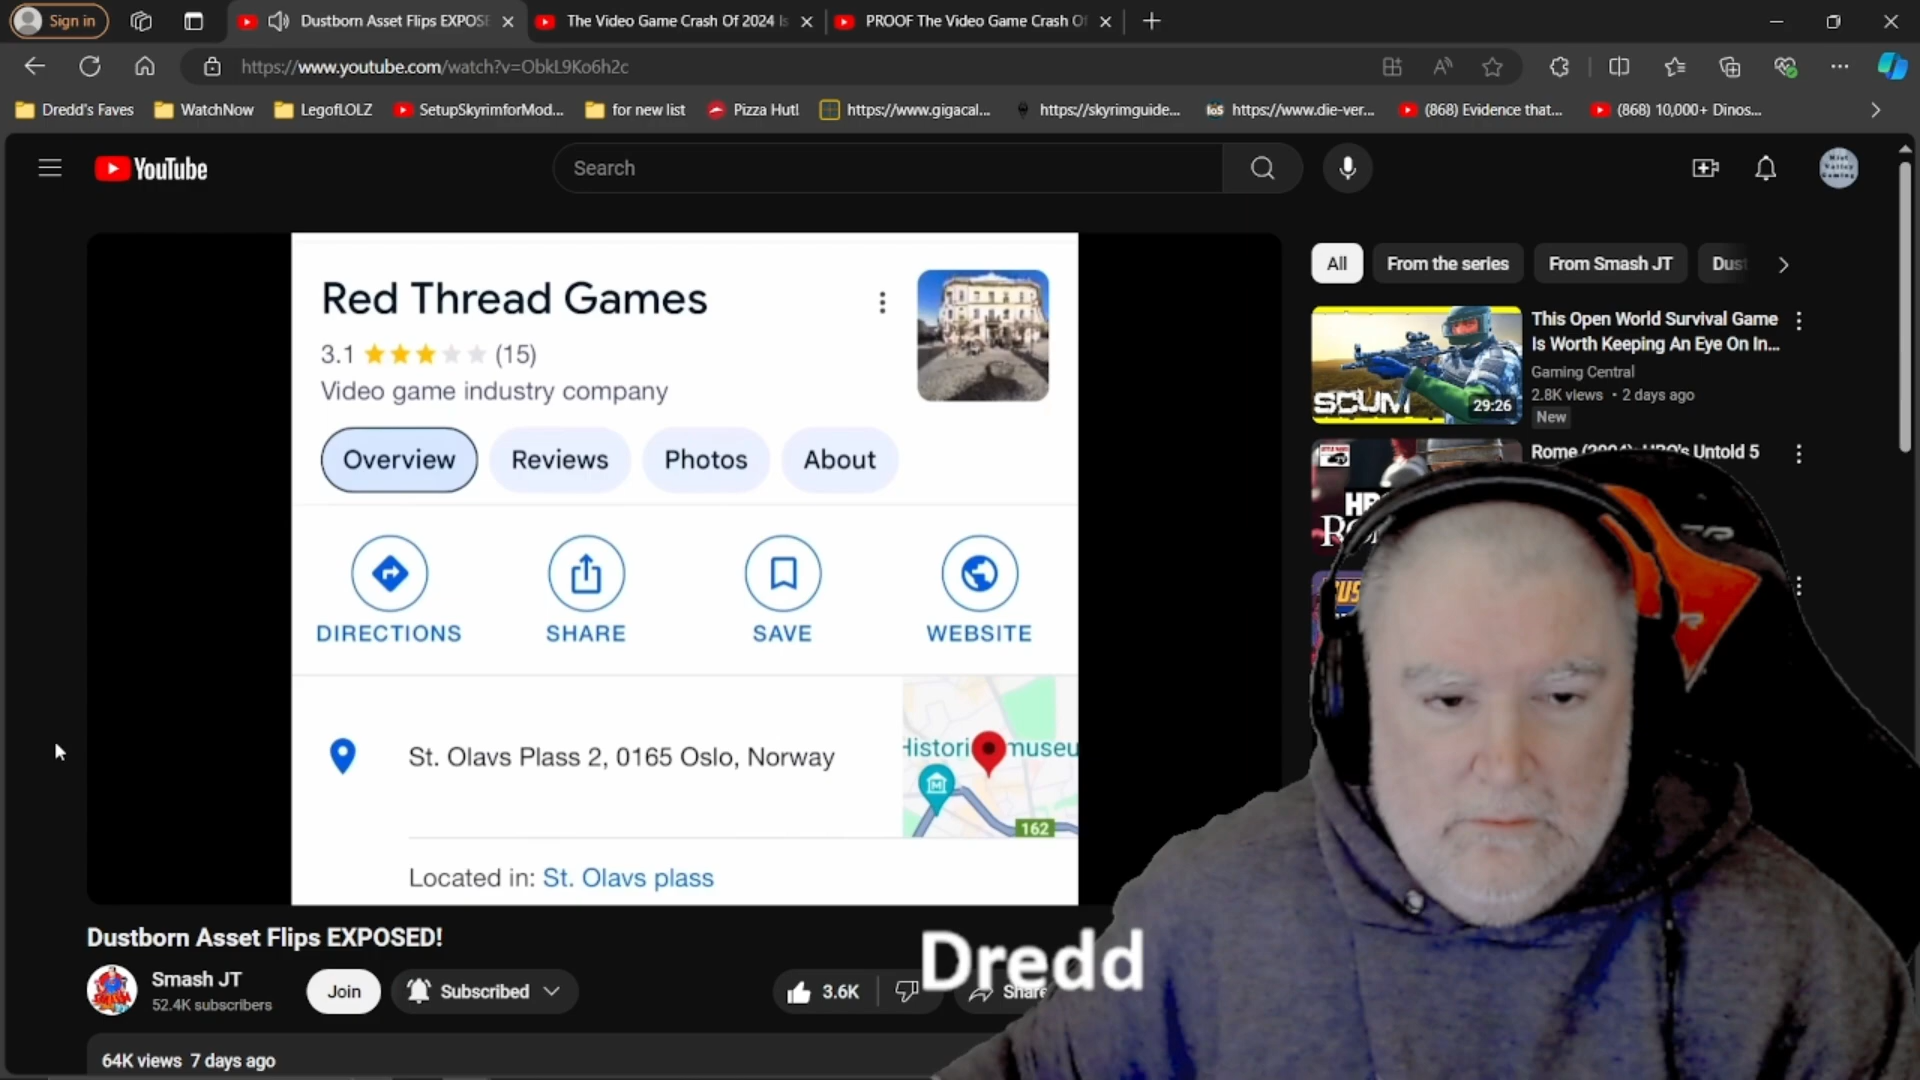 Sign in
Dustborn Asset Flips EXPOSE
The Video Game Crash Of 2024 Is
PROOF The Video Game Crash Of
https://www.youtube.com/watch?v=ObkL9Ko6h2c
Dredd's Faves
WatchNow
LegofLOLZ
SetupSkyrimforMod...
for new list
Pizza Hut!
https://www.gigacal...
https://skyrimguide...
https://www.die-ver...
(868) Evidence that...
(868) 10,000+ Dinos...
YouTube
Search
Mist
Valley
Gaming
Red Thread Games
3.1 (15)
Video game industry company
Overview
Reviews
Photos
About
DIRECTIONS
SHARE
SAVE
WEBSITE
St. Olavs Plass 2, 0165 Oslo, Norway
162
Located in: St. Olavs plass
All
From the series
From Smash JT
Dust
SCUM
29:26
This Open World Survival Game
Is Worth Keeping An Eye On In...
Gaming Central
2.8K views • 2 days ago
New
Untold 5
Dustborn Asset Flips EXPOSED!
Smash JT
52.4K subscribers
Join
Subscribed
3.6K
Share
Dredd
64K views 7 days ago